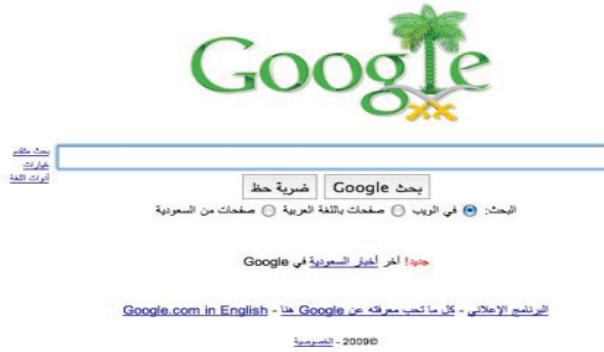 Google
بحث متقدم
خيارات
أدوات اللغة
بحث Google ضربة حظ
البحث: في الويب صفحات باللغة العربية صفحات من السعودية
جديد! آخر أخبار السعودية في Google
البرنامج الإعلاني - كل ما تحب معرفته عن Google هنا - Google.com in English
©2009 - الخصوصية